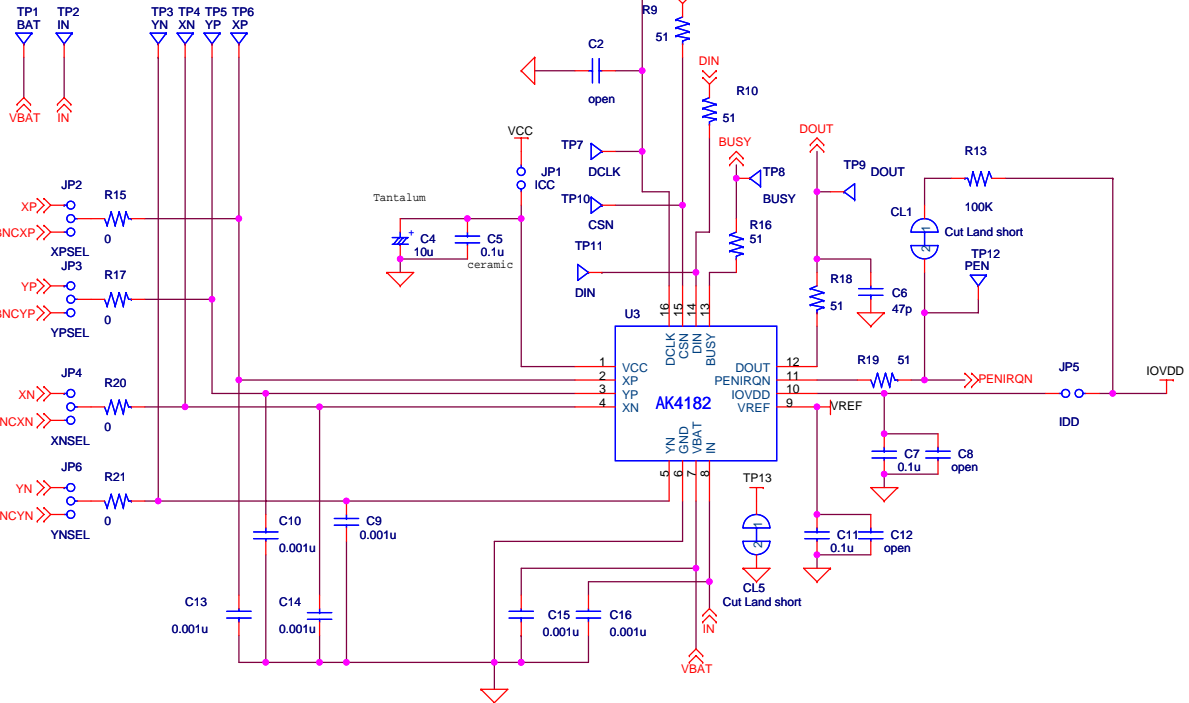 TP1 TP2 TP3 TP4 TP5 TP6
BAT IN YN XN YP XP
VBAT IN
R9
51
C2
open
DIN
R10
51
VCC
JP1
ICC
TP7
DCLK
TP10
CSN
TP11
DIN
BUSY
TP8
BUSY
R16
51
DOUT
TP9
DOUT
R13
100K
CL1
1
2
Cut Land short
TP12
PEN
Tantalum
+
C4
10u
C5
0.1u
ceramic
R18
51
C6
47p
JP2
XP
R15
BNCXP
0
XPSEL
JP3
YP
R17
BNCYP
0
YPSEL
JP4
XN
R20
NCXN
0
XNSEL
JP6
YN
R21
NCYN
0
YNSEL
U3
16 15 14 13
DCLK CSN DIN BUSY
1 VCC
2 XP
3 YP
4 XN
AK4182
DOUT 12
PENIRQN 11
IOVDD 10
VREF 9
YN GND VBAT IN
5 6 7 8
R19 51
PENIRQN
JP5
IDD
IOVDD
VREF
C7
0.1u
C8
open
TP13
1
2
CL5
Cut Land short
C11
0.1u
C12
open
C10
0.001u
C9
0.001u
C13
0.001u
C14
0.001u
C15
0.001u
C16
0.001u
IN
VBAT